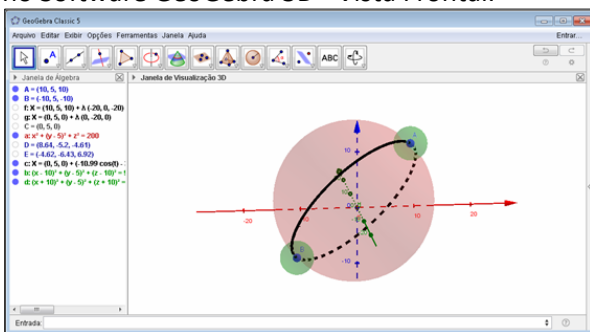 no software GeoGebra 3D – Vista Frontal.
GeoGebra Classic 5
Arquivo Editar Exibir Opções Ferramentas Janela Ajuda
Entrar...
ABC
Janela de Álgebra
Janela de Visualização 3D
A = (10, 5, 10)
B = (-10, 5, -10)
f: X = (10, 5, 10) + λ (-20, 0, -20)
g: X = (0, 5, 0) + λ (0, -20, 0)
C = (0, 5, 0)
a: x² + (y - 5)² + z² = 200
D = (8.64, -5.2, -4.61)
E = (-4.62, -6.43, 6.92)
c: X = (0, 5, 0) + (-10.99 cos(t) -
b: (x - 10)² + (y - 5)² + (z - 10)² =
d: (x + 10)² + (y - 5)² + (z + 10)² =
10
A
-20
-10
10
20
B
-10
Entrada: